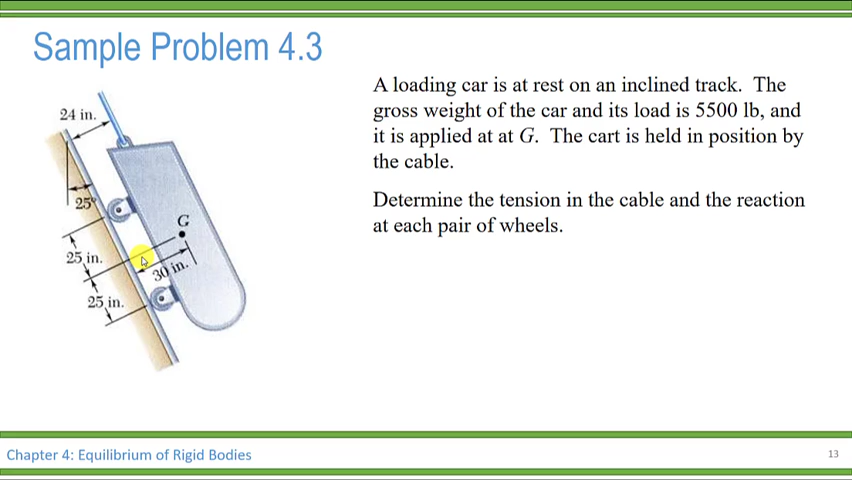 Sample Problem 4.3
24 in.
25°
G
25 in.
30 in.
25 in.
A loading car is at rest on an inclined track. The
gross weight of the car and its load is 5500 lb, and
it is applied at at G. The cart is held in position by
the cable.
Determine the tension in the cable and the reaction
at each pair of wheels.
Chapter 4: Equilibrium of Rigid Bodies
13